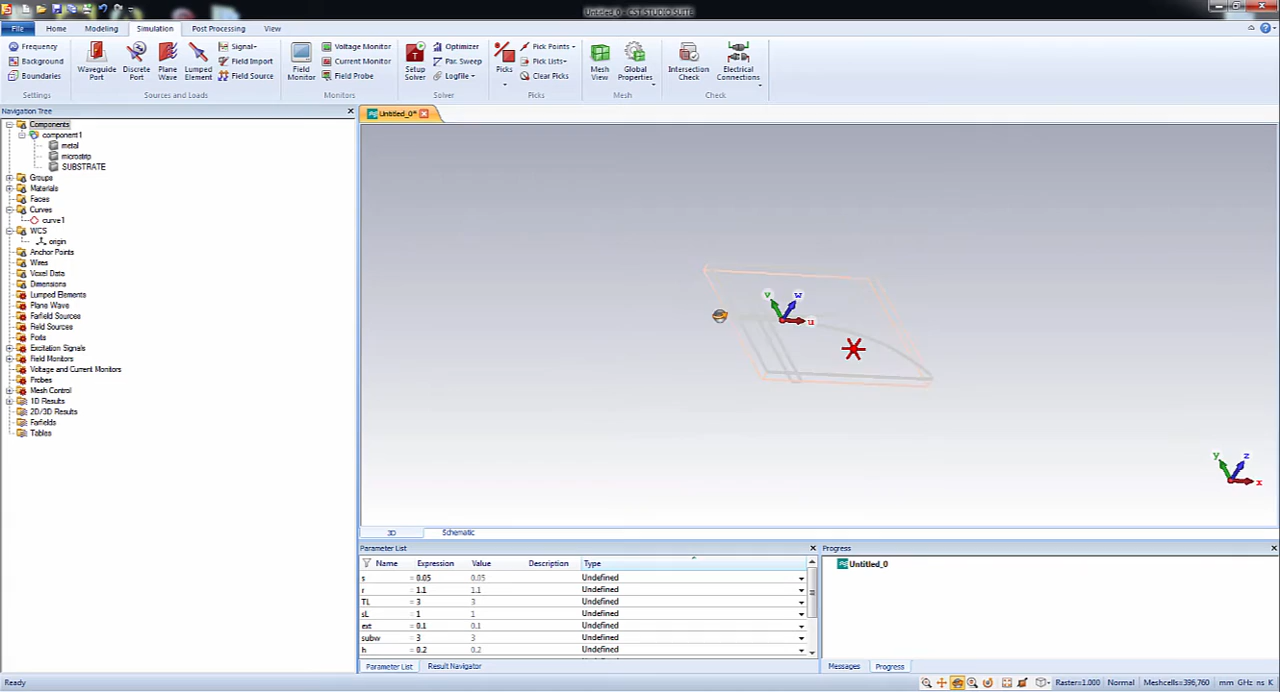 Untitled_0 - CST STUDIO SUITE
File Home Modeling Simulation Post Processing View
Frequency
Background
Boundaries
Settings
Waveguide Port
Discrete Port
Plane Wave
Lumped Element
Signal
Field Import
Field Source
Sources and Loads
Field Monitor
Voltage Monitor
Current Monitor
Field Probe
Monitors
Setup Solver
Optimizer
Par. Sweep
Logfile
Solver
Picks
Pick Points
Pick Lists
Clear Picks
Picks
Mesh View
Global Properties
Mesh
Intersection Check
Electrical Connections
Check
Navigation Tree
Components
component1
metal
microstrip
SUBSTRATE
Groups
Materials
Faces
Curves
curve1
WCS
origin
Anchor Points
Wires
Voxel Data
Dimensions
Lumped Elements
Plane Wave
Farfield Sources
Field Sources
Ports
Excitation Signals
Field Monitors
Voltage and Current Monitors
Probes
Mesh Control
1D Results
2D/3D Results
Farfields
Tables
Untitled_0*
v w
u
y z
x
3D Schematic
Parameter List
Name Expression Value Description Type
s = 0.05 0.05 Undefined
r = 1.1 1.1 Undefined
TL = 3 3 Undefined
sL = 1 1 Undefined
ext = 0.1 0.1 Undefined
subw = 3 3 Undefined
h = 0.2 0.2 Undefined
Parameter List Result Navigator
Progress
Untitled_0
Messages Progress
Ready
Raster=1.000 Normal Meshcells=396,760 mm GHz ns K